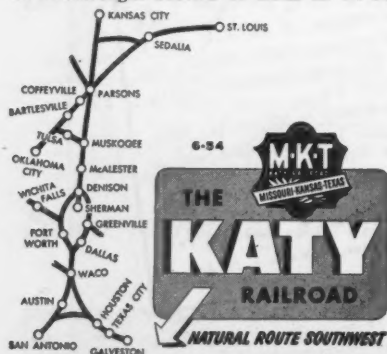 KANSAS CITY
ST. LOUIS
SEDALIA
COFFEYVILLE
PARSONS
BARTLESVILLE
TULSA
MUSKOGEE
OKLAHOMA
CITY
McALESTER
WICHITA
FALLS
DENISON
SHERMAN
GREENVILLE
FORT
WORTH
DALLAS
WACO
AUSTIN
HOUSTON
TEXAS CITY
SAN ANTONIO
GALVESTON
6-54
M-K-T
MISSOURI-KANSAS-TEXAS
THE
KATY
RAILROAD
NATURAL ROUTE SOUTHWEST